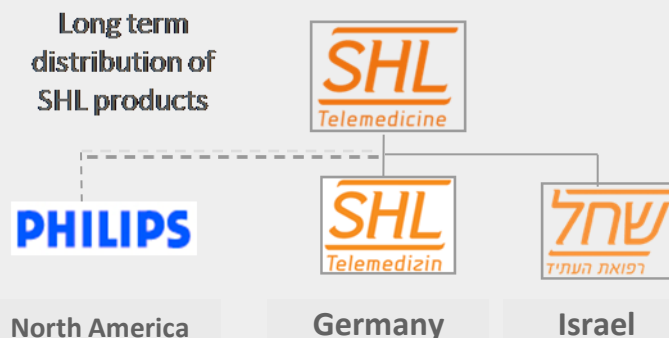 Long term
distribution of
SHL products
SHL
Telemedicine
PHILIPS
SHL
Telemedizin
שחל
רפואת העתיד
North America
Germany
Israel